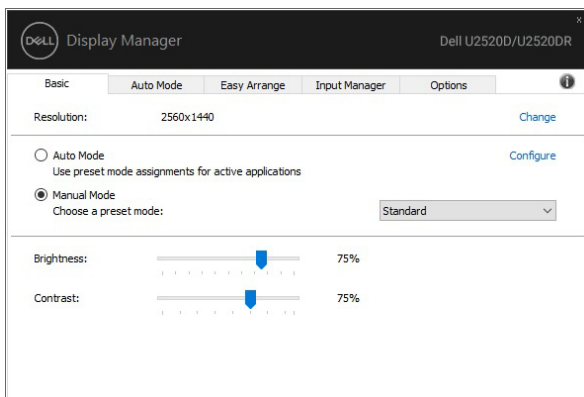 DELL Display Manager Dell U2520D/U2520DR
x
Basic Auto Mode Easy Arrange Input Manager Options i
Resolution: 2560x1440 Change
Auto Mode Configure
Use preset mode assignments for active applications
Manual Mode
Choose a preset mode: Standard
Brightness: 75%
Contrast: 75%